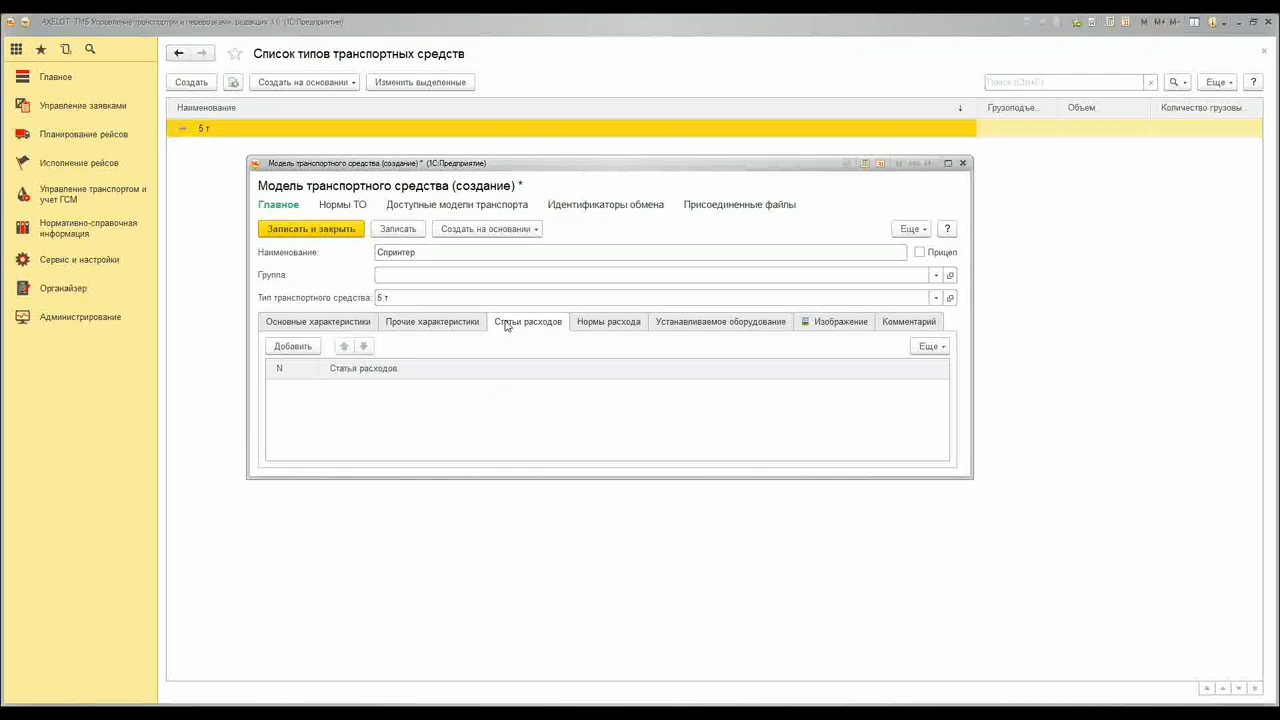 AXELOT TMS Управление транспортом и перевозками, редакция 3.0 (1С:Предприятие)
M M+ M-
Главное
Управление заявками
Планирование рейсов
Исполнение рейсов
Управление транспортом и
учет ГСМ
Нормативно-справочная
информация
Сервис и настройки
Органайзер
Администрирование
Список типов транспортных средств
Создать Создать на основании Изменить выделенные Поиск (Ctrl+F) Еще ?
Наименование Грузоподъе... Объем Количество грузовы...
5 т
Модель транспортного средства (создание) * (1С:Предприятие)
Модель транспортного средства (создание) *
Главное Нормы ТО Доступные модели транспорта Идентификаторы обмена Присоединенные файлы
Записать и закрыть Записать Создать на основании Еще ?
Наименование: Спринтер Прицеп
Группа:
Тип транспортного средства: 5 т
Основные характеристики Прочие характеристики Статьи расходов Нормы расхода Устанавливаемое оборудование Изображение Комментарий
Добавить Еще
N Статья расходов